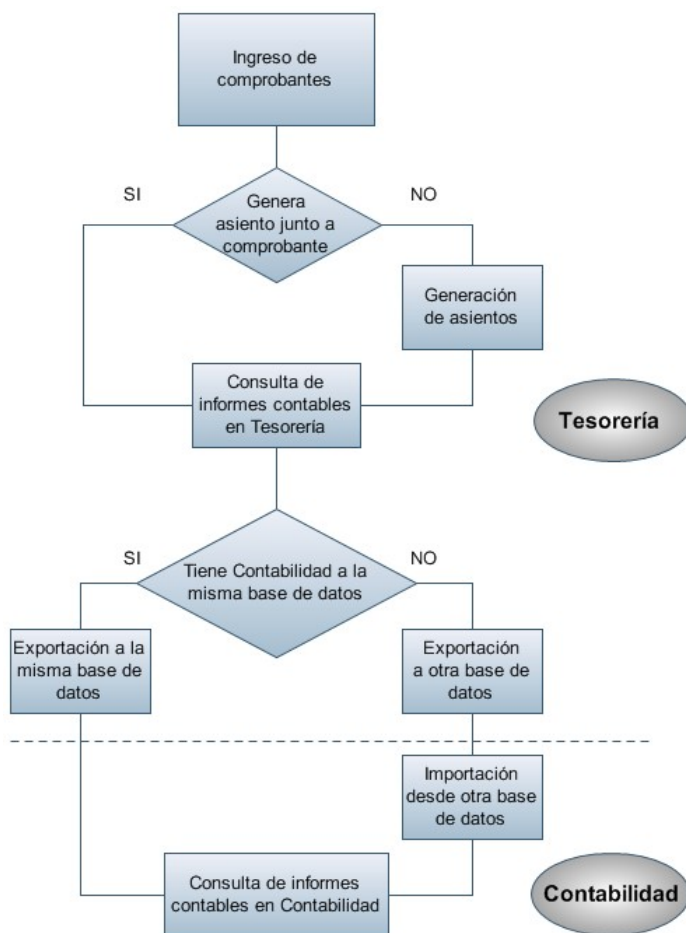 Ingreso de
comprobantes
SI
NO
Genera
asiento junto a
comprobante
Generación
de asientos
Consulta de
informes contables
en Tesorería
Tesorería
SI
NO
Tiene Contabilidad a la
misma base de datos
Exportación a la
misma base de
datos
Exportación
a otra base de
datos
Importación
desde otra base
de datos
Consulta de informes
contables en Contabilidad
Contabilidad